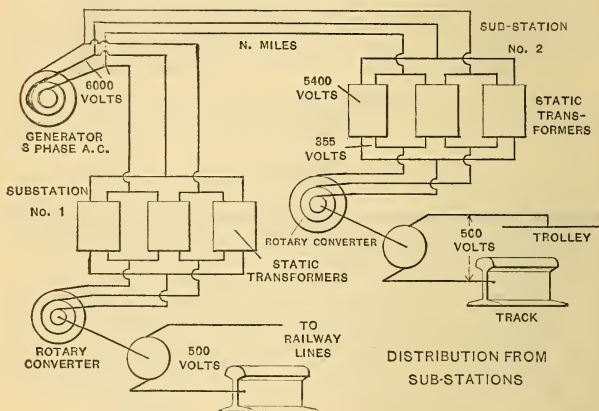 SUB-STATION
No. 2
N. MILES
6000
VOLTS
5400
VOLTS
STATIC
TRANS-
FORMERS
GENERATOR
3 PHASE A.C.
355
VOLTS
SUBSTATION
No. 1
ROTARY CONVERTER
500
VOLTS
TROLLEY
STATIC
TRANSFORMERS
TRACK
ROTARY
CONVERTER
500
VOLTS
TO
RAILWAY
LINES
DISTRIBUTION FROM
SUB-STATIONS